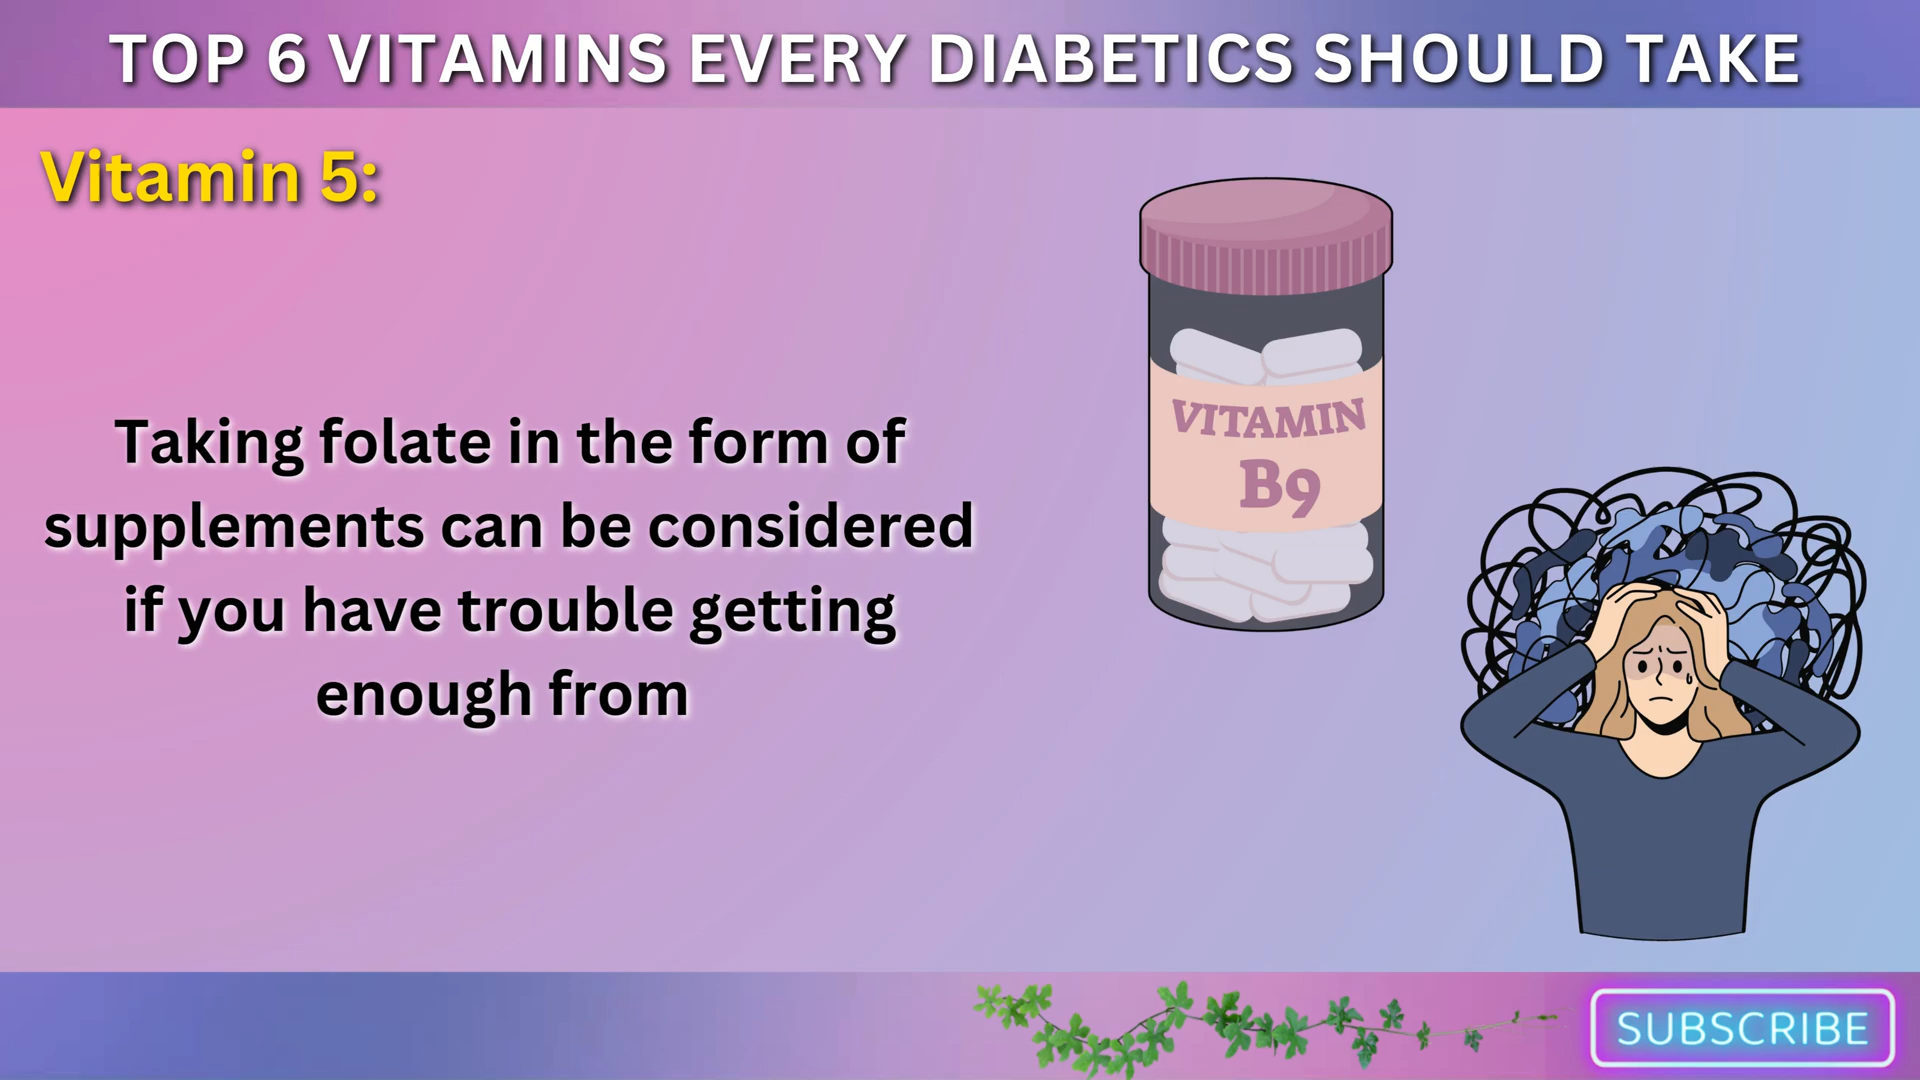 TOP 6 VITAMINS EVERY DIABETICS SHOULD TAKE
Vitamin 5:
Taking folate in the form of
supplements can be considered
if you have trouble getting
enough from
VITAMIN
B9
SUBSCRIBE